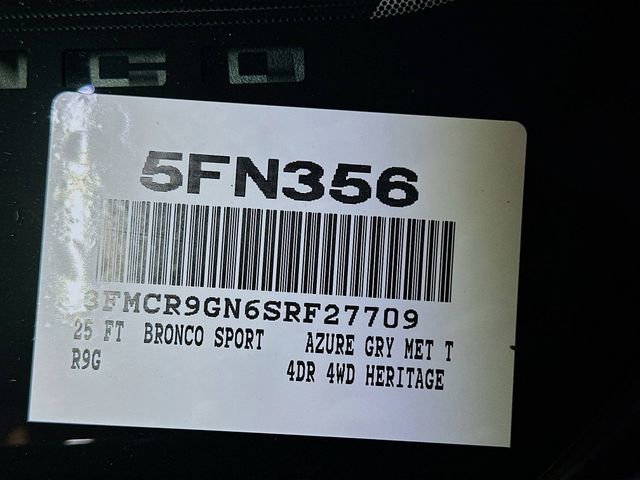 5FN356
3FMCR9GN6SRF27709
25 FT BRONCO SPORT AZURE GRY MET T
R9G 4DR 4WD HERITAGE